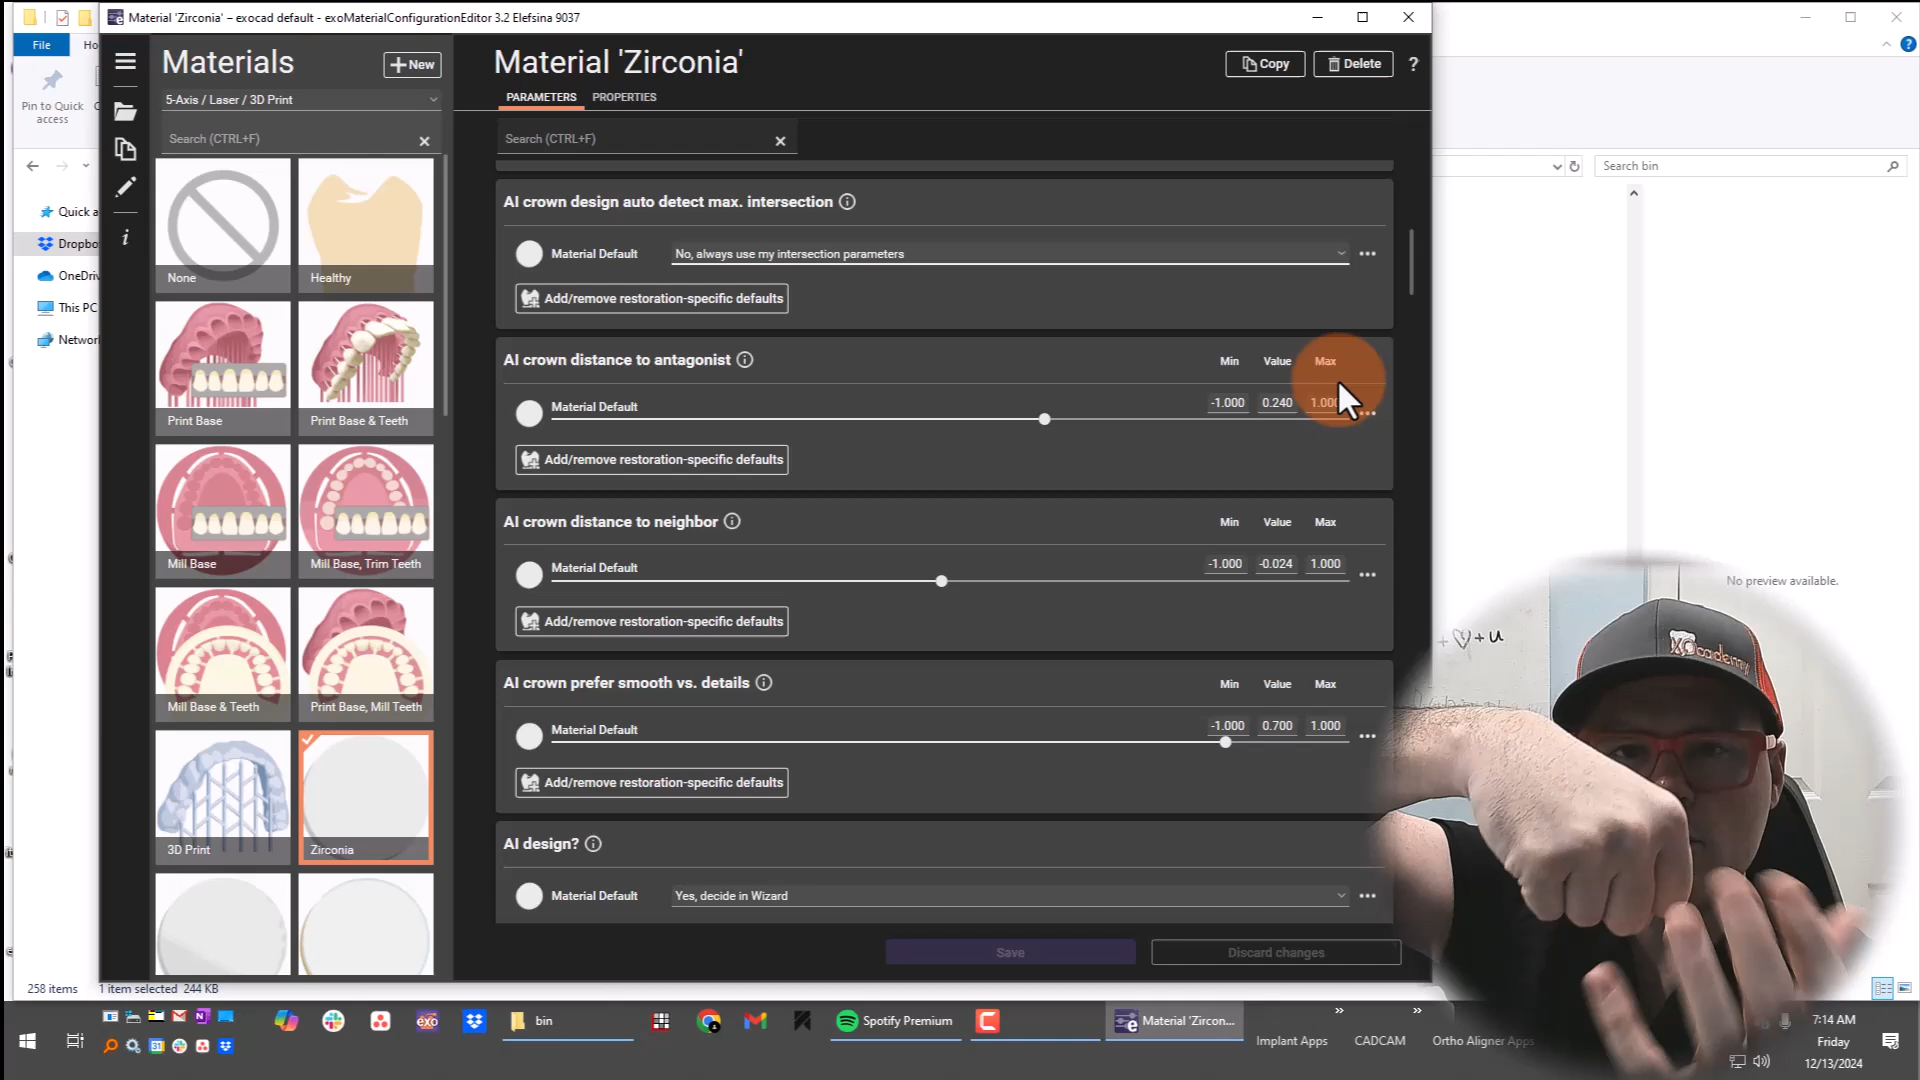 Material 'Zirconia' – exocad default - exoMaterialConfigurationEditor 3.2 Elefsina 9037
File
Pin to Quick
access
Quick a
Dropbo
OneDriv
This PC
Network
258 items
1 item selected 244 KB
Materials
New
5-Axis / Laser / 3D Print
Search (CTRL+F)
None
Healthy
Print Base
Print Base & Teeth
Mill Base
Mill Base, Trim Teeth
Mill Base & Teeth
Print Base, Mill Teeth
3D Print
Zirconia
Material 'Zirconia'
Copy
Delete
?
PARAMETERS
PROPERTIES
Search (CTRL+F)
AI crown design auto detect max. intersection
Material Default
No, always use my intersection parameters
Add/remove restoration-specific defaults
AI crown distance to antagonist
Min Value Max
Material Default
-1.000 0.240 1.000
Add/remove restoration-specific defaults
AI crown distance to neighbor
Min Value Max
Material Default
-1.000 -0.024 1.000
Add/remove restoration-specific defaults
AI crown prefer smooth vs. details
Min Value Max
Material Default
-1.000 0.700 1.000
Add/remove restoration-specific defaults
AI design?
Material Default
Yes, decide in Wizard
Save
Discard changes
Search bin
No preview available.
+ u
exo
bin
Spotify Premium
Material 'Zircon...
Implant Apps
CADCAM
Ortho Aligner Apps
7:14 AM
Friday
12/13/2024